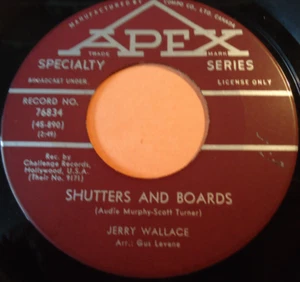 MANUFACTURED BY COMPO CO., LTD. CANADA
APEX
TRADE MARK
SPECIALTY SERIES
BROADCAST UNDER LICENSE ONLY
RECORD NO.
76834
(45-890)
(2:49)
Rec. by
Challenge Records,
Hollywood, U.S.A.
(Their No. 9171)
SHUTTERS AND BOARDS
(Audie Murphy-Scott Turner)
JERRY WALLACE
Arr.: Gus Levene